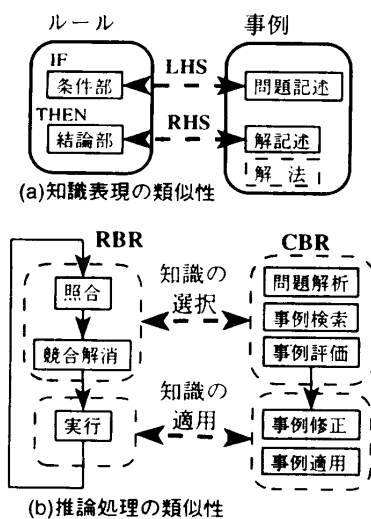 ルール
事例
IF
LHS
条件部
問題記述
THEN
RHS
結論部
解記述
解法
(a)知識表現の類似性
RBR
CBR
照合
競合解消
実行
知識の
選択
知識の
適用
問題解析
事例検索
事例評価
事例修正
事例適用
(b)推論処理の類似性